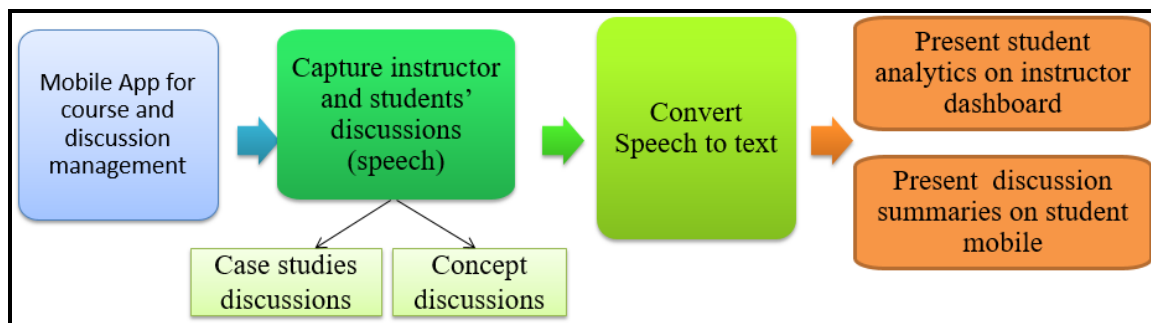 Mobile App for
course and
discussion
management
Capture instructor
and students’
discussions
(speech)
Case studies
discussions
Concept
discussions
Convert
Speech to text
Present student
analytics on instructor
dashboard
Present discussion
summaries on student
mobile